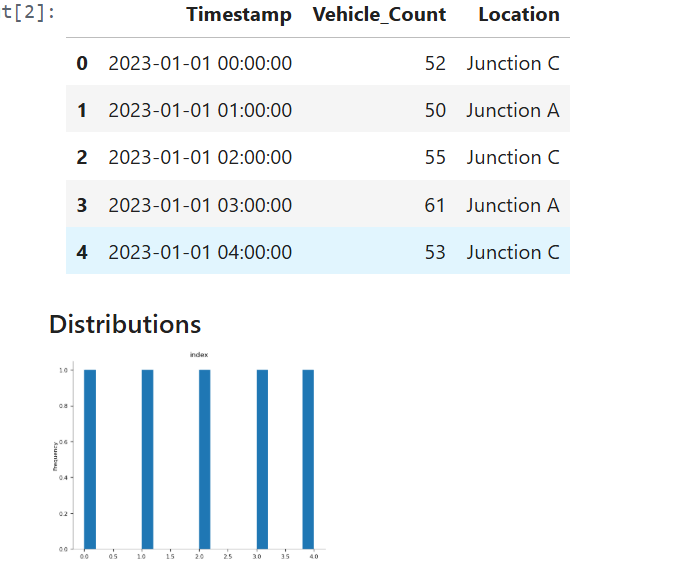 t[2]:
Timestamp Vehicle_Count Location
0 2023-01-01 00:00:00 52 Junction C
1 2023-01-01 01:00:00 50 Junction A
2 2023-01-01 02:00:00 55 Junction C
3 2023-01-01 03:00:00 61 Junction A
4 2023-01-01 04:00:00 53 Junction C
Distributions
index
1.0
0.8
0.6
0.4
0.2
0.0
Frequency
0.0 0.5 1.0 1.5 2.0 2.5 3.0 3.5 4.0